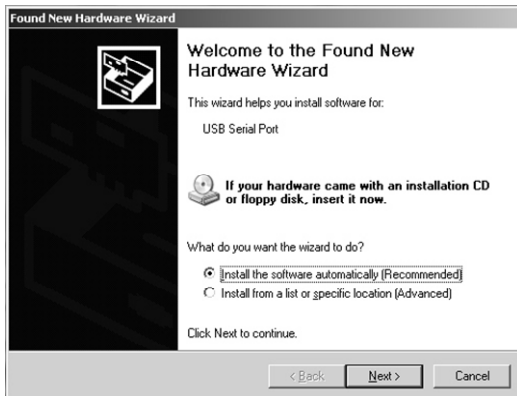 Found New Hardware Wizard
Welcome to the Found New
Hardware Wizard
This wizard helps you install software for:
USB Serial Port
If your hardware came with an installation CD
or floppy disk, insert it now.
What do you want the wizard to do?
Install the software automatically (Recommended)
Install from a list or specific location (Advanced)
Click Next to continue.
< Back
Next >
Cancel